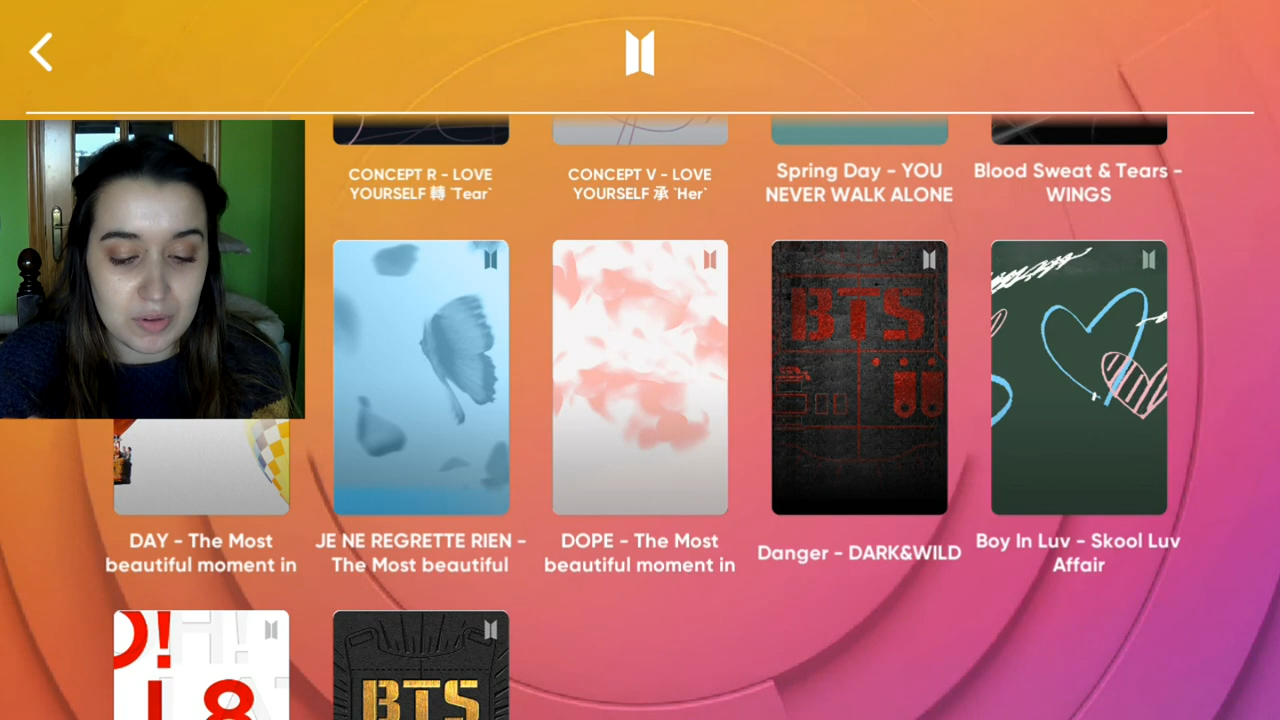 CONCEPT R - LOVE
YOURSELF 轉 `Tear`
CONCEPT V - LOVE
YOURSELF 承 `Her`
Spring Day - YOU
NEVER WALK ALONE
Blood Sweat & Tears -
WINGS
BTS
DAY - The Most
beautiful moment in
JE NE REGRETTE RIEN -
The Most beautiful
DOPE - The Most
beautiful moment in
Danger - DARK&WILD
Boy In Luv - Skool Luv
Affair
O!
H!
L 8
BTS